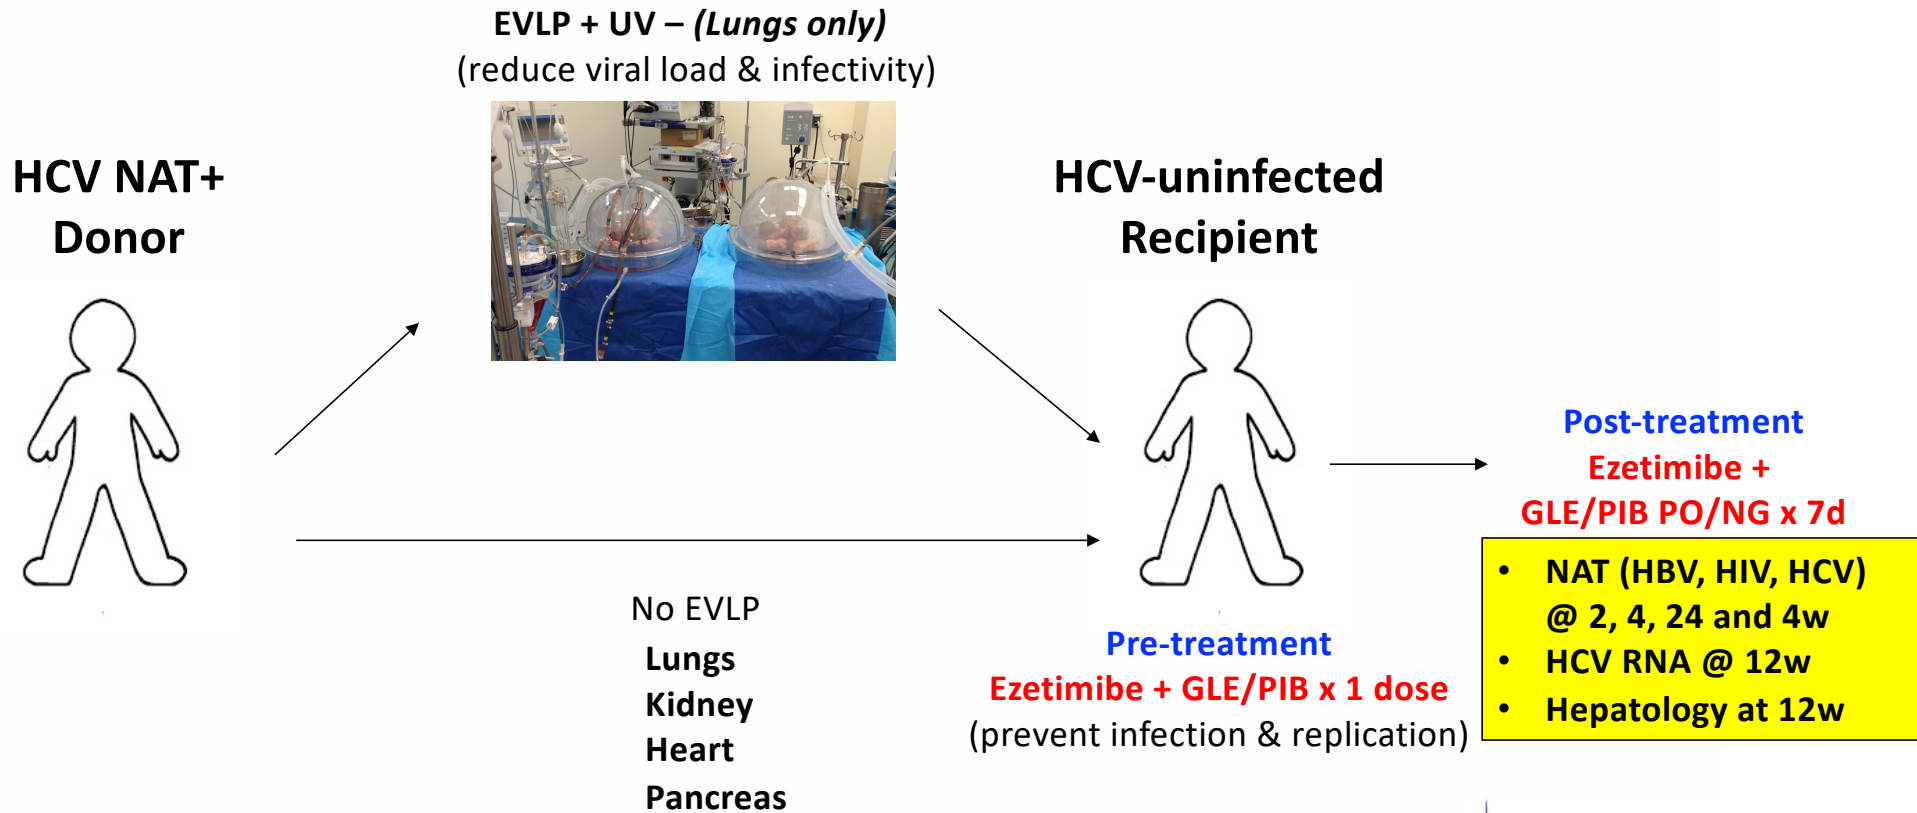 EVLP + UV – (Lungs only)
(reduce viral load & infectivity)
HCV NAT+
Donor
HCV-uninfected
Recipient
No EVLP
Lungs
Kidney
Heart
Pancreas
Pre-treatment
Ezetimibe + GLE/PIB x 1 dose
(prevent infection & replication)
Post-treatment
Ezetimibe +
GLE/PIB PO/NG x 7d
• NAT (HBV, HIV, HCV)
@ 2, 4, 24 and 4w
• HCV RNA @ 12w
• Hepatology at 12w